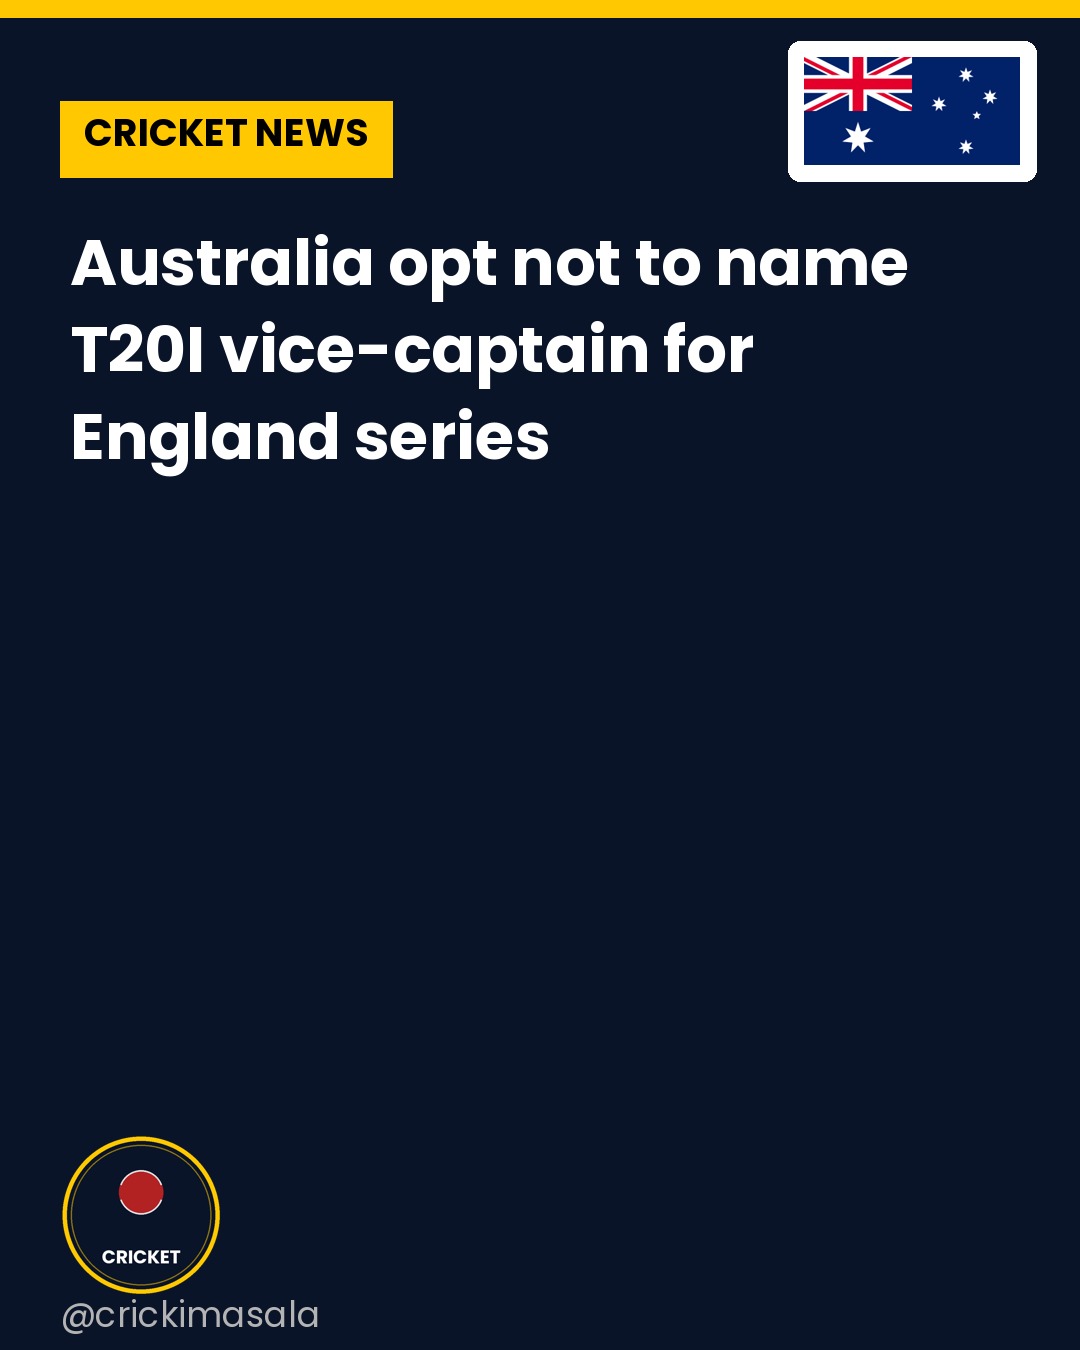 CRICKET NEWS
Australia opt not to name
T20I vice-captain for
England series
CRICKET
@crickimasala